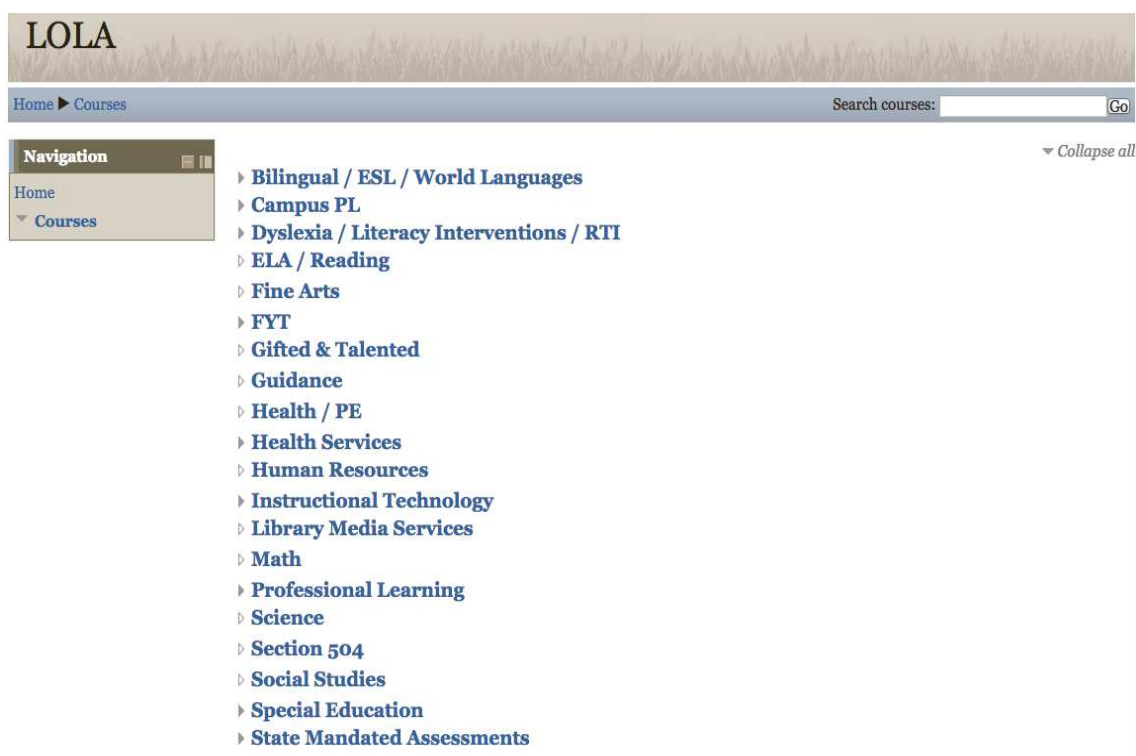 LOLA
Home ▶ Courses Search courses: Go
Navigation
Home
Courses
Collapse all
Bilingual / ESL / World Languages
Campus PL
Dyslexia / Literacy Interventions / RTI
ELA / Reading
Fine Arts
FYT
Gifted & Talented
Guidance
Health / PE
Health Services
Human Resources
Instructional Technology
Library Media Services
Math
Professional Learning
Science
Section 504
Social Studies
Special Education
State Mandated Assessments